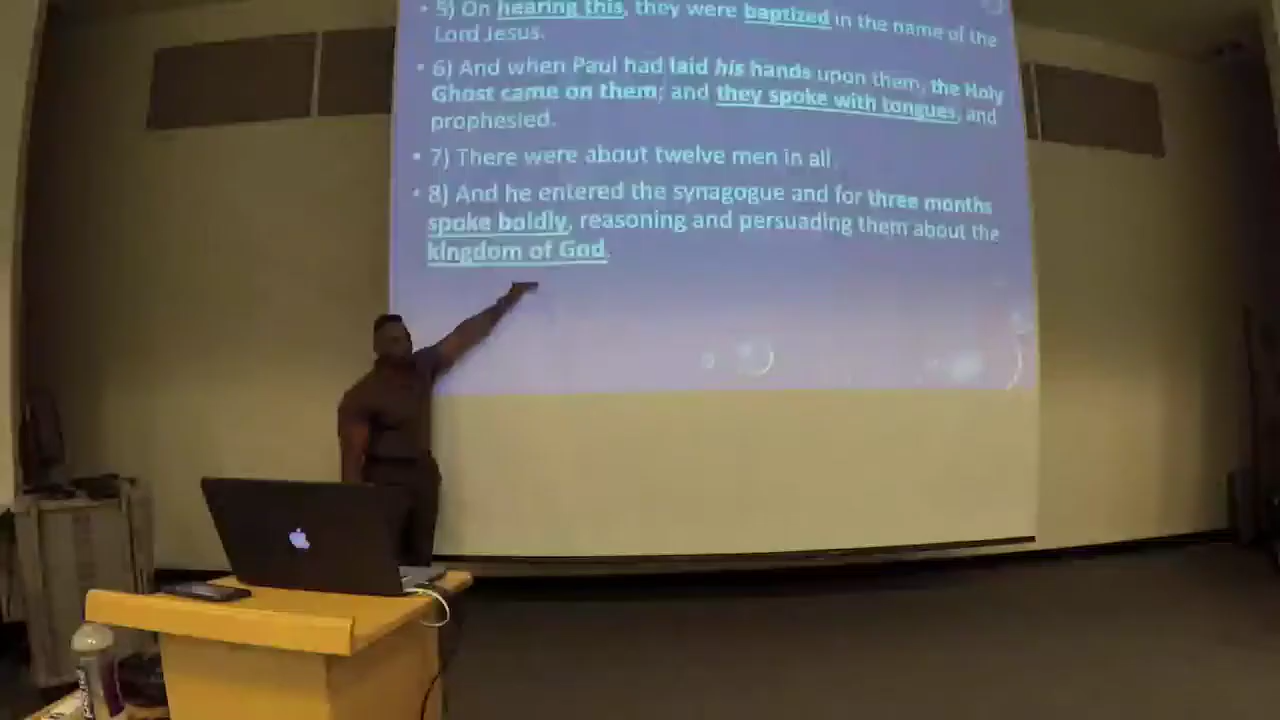 • 5) On hearing this, they were baptized in the name of the
Lord Jesus.
• 6) And when Paul had laid his hands upon them, the Holy
Ghost came on them; and they spoke with tongues, and
prophesied.
• 7) There were about twelve men in all.
• 8) And he entered the synagogue and for three months
spoke boldly, reasoning and persuading them about the
kingdom of God.